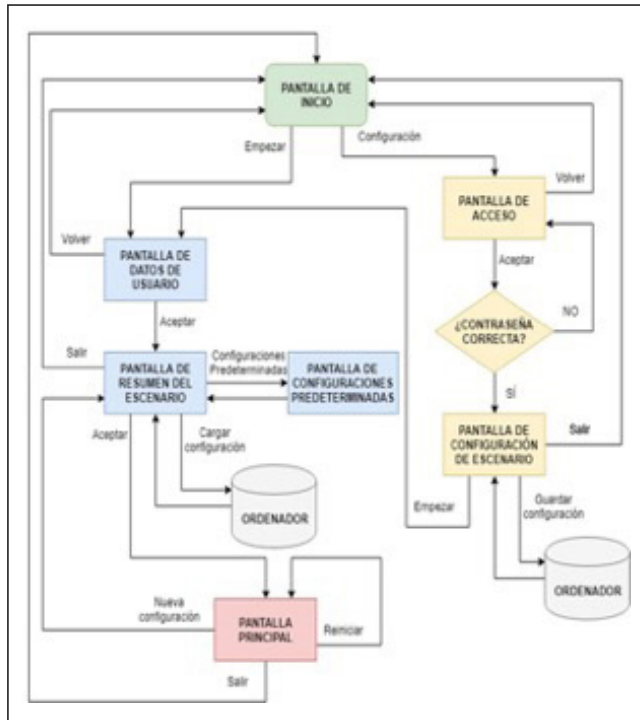 PANTALLA DE
INICIO
Empezar
Configuración
Volver
PANTALLA DE
ACCESO
Volver
PANTALLA DE
DATOS DE
USUARIO
Aceptar
Aceptar
¿CONTRASEÑA
CORRECTA?
NO
Salir
PANTALLA DE
RESUMEN DEL
ESCENARIO
Configuraciones
Predeterminadas
PANTALLA DE
CONFIGURACIONES
PREDETERMINADAS
SÍ
Aceptar
Cargar
configuración
PANTALLA DE
CONFIGURACIÓN
DE ESCENARIO
Salir
ORDENADOR
Empezar
Guardar
configuración
ORDENADOR
Nueva
configuración
PANTALLA
PRINCIPAL
Reiniciar
Salir